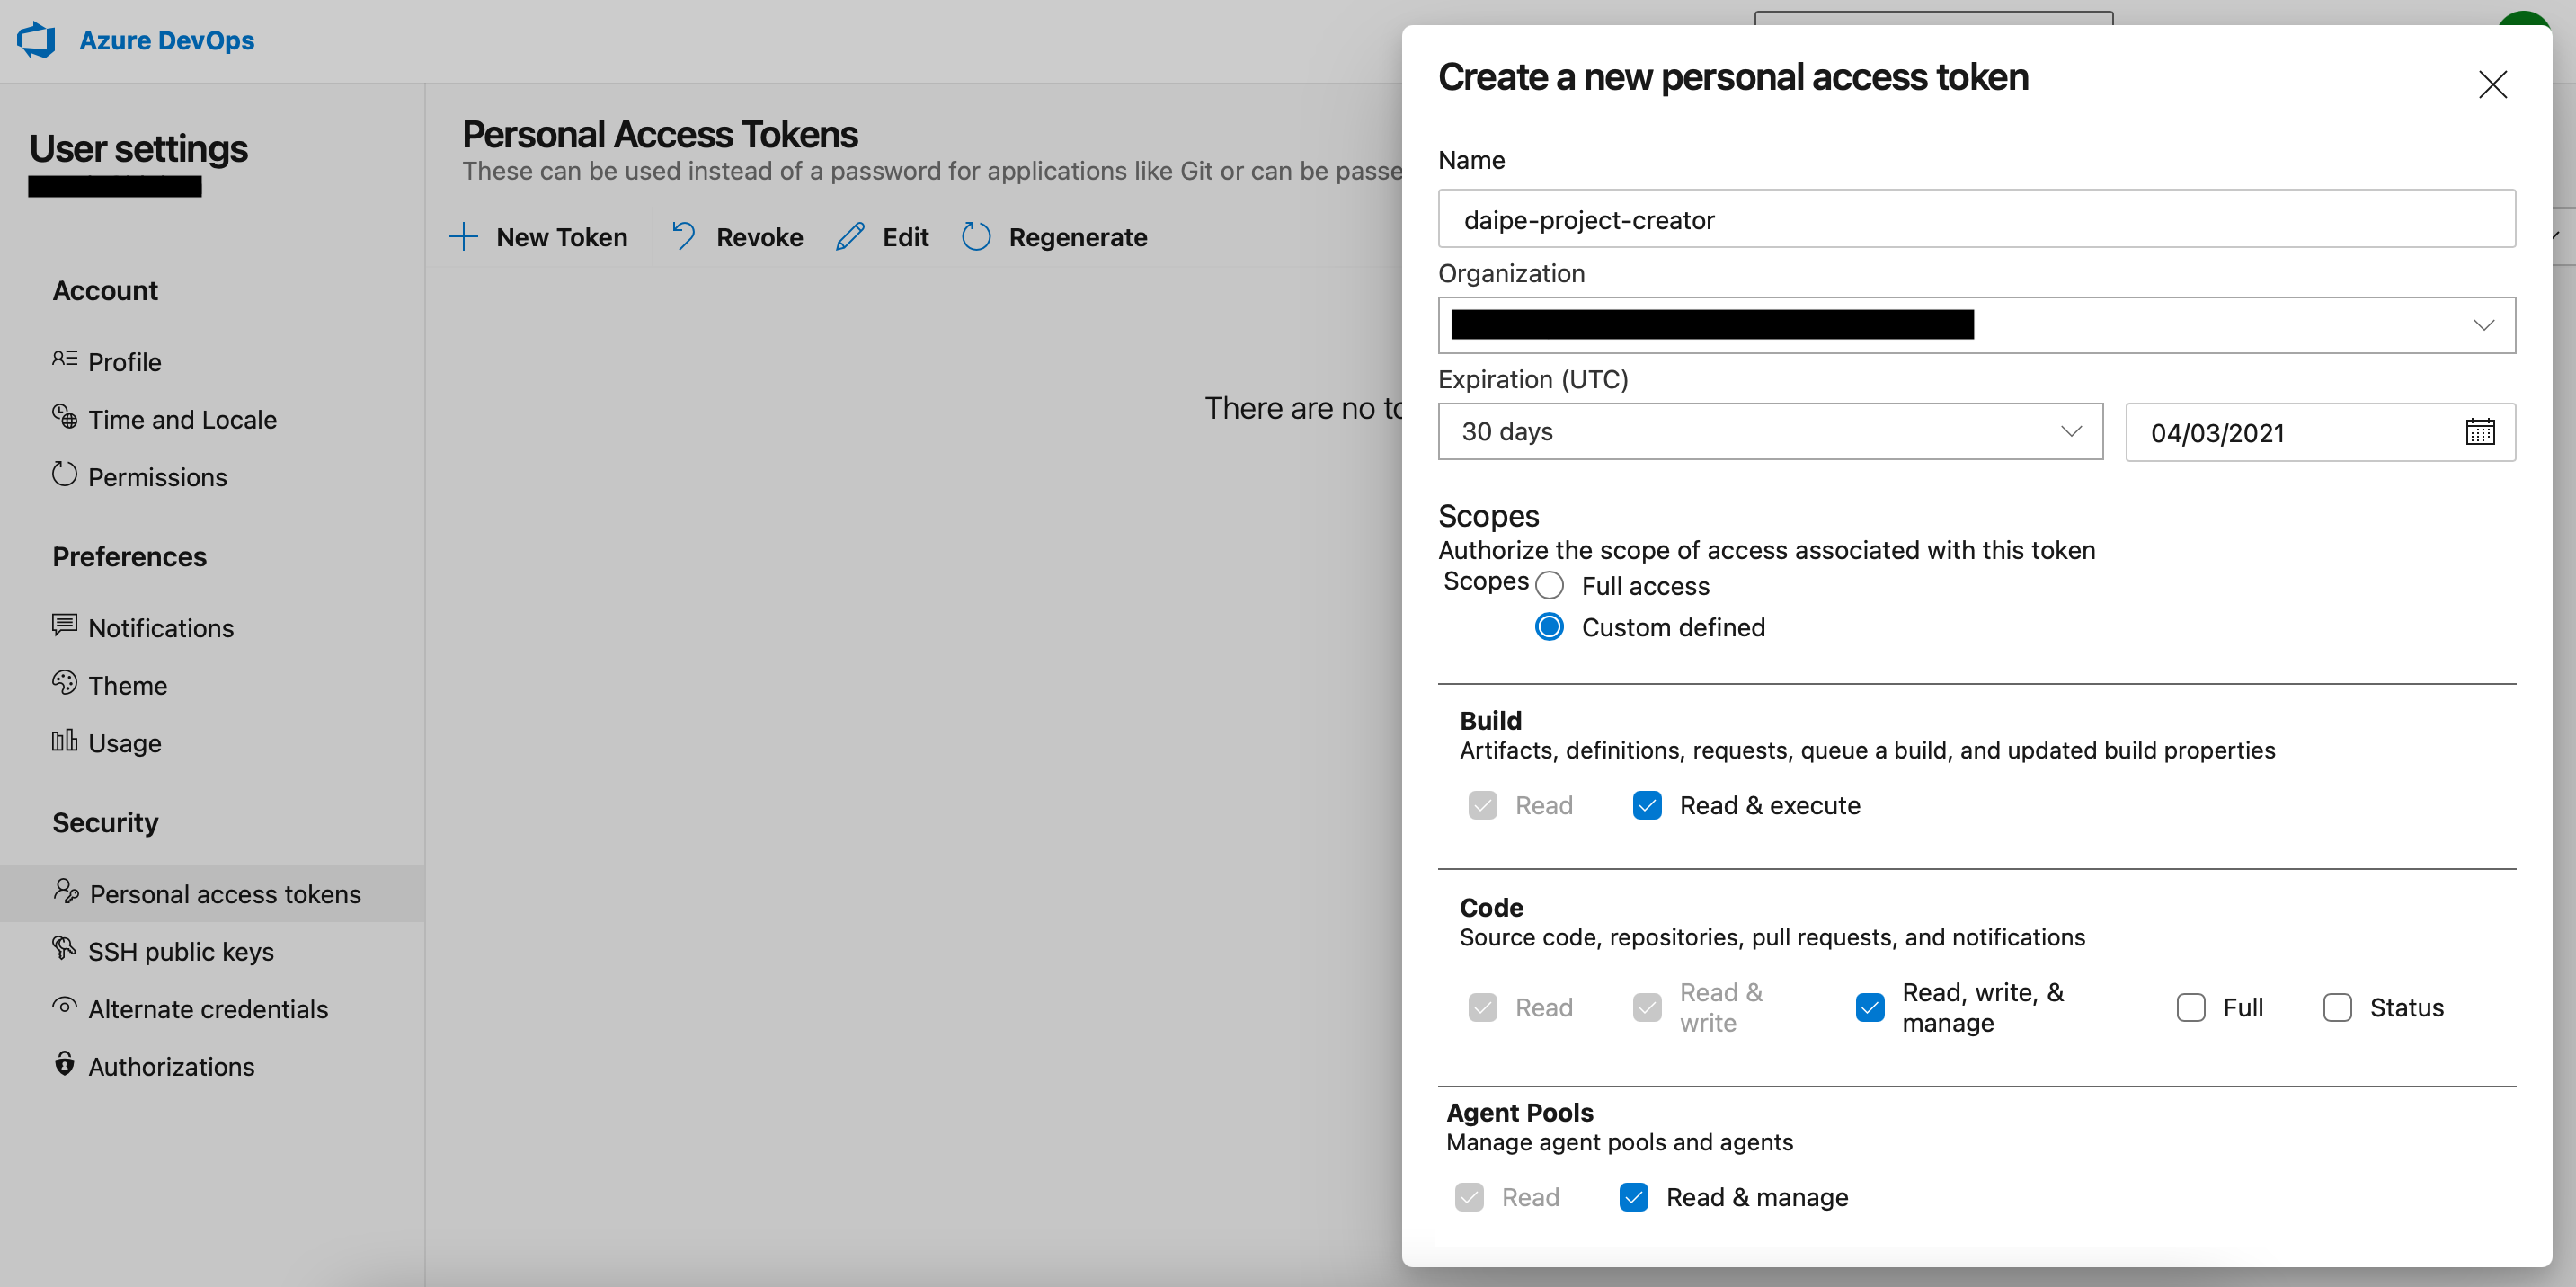 Azure DevOps
User settings
Account
Profile
Time and Locale
Permissions
Preferences
Notifications
Theme
Usage
Security
Personal access tokens
SSH public keys
Alternate credentials
Authorizations
Personal Access Tokens
These can be used instead of a password for applications like Git or can be passe
New Token Revoke Edit Regenerate
There are no to
Create a new personal access token
Name
daipe-project-creator
Organization
Expiration (UTC)
30 days 04/03/2021
Scopes
Authorize the scope of access associated with this token
Scopes Full access
Custom defined
Build
Artifacts, definitions, requests, queue a build, and updated build properties
Read Read & execute
Code
Source code, repositories, pull requests, and notifications
Read Read & write Read, write, & manage Full Status
Agent Pools
Manage agent pools and agents
Read Read & manage